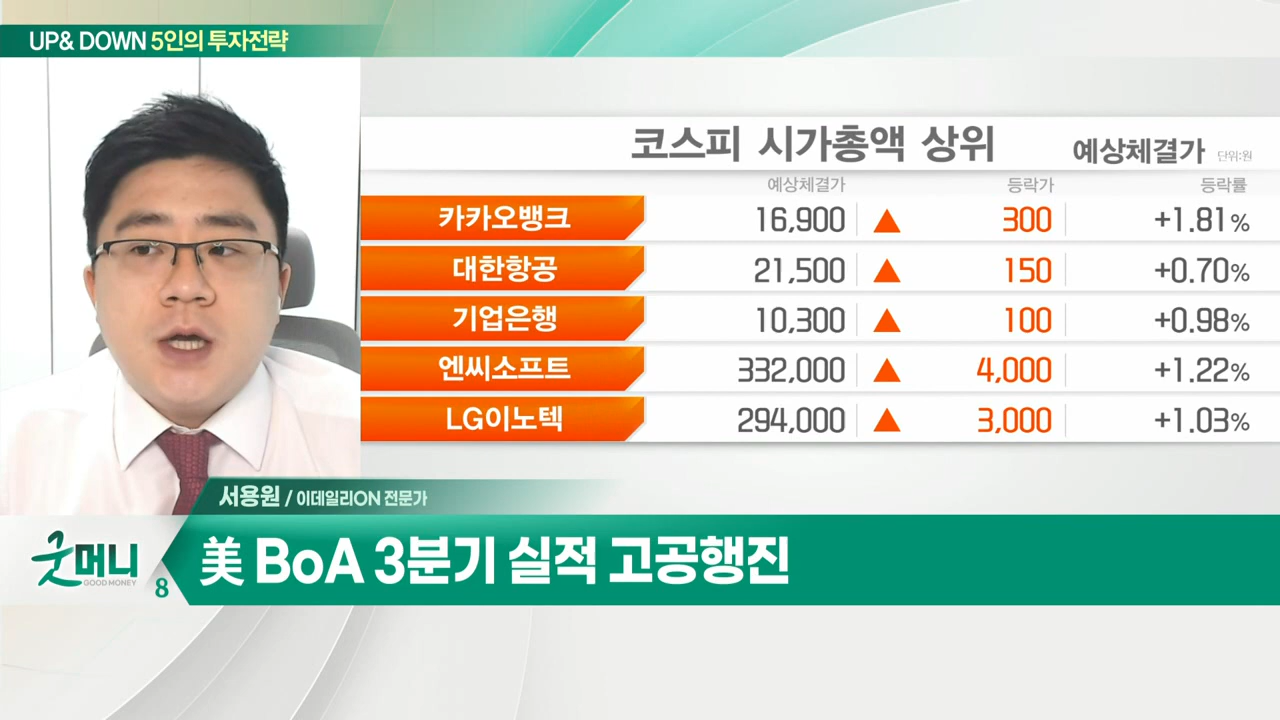 UP& DOWN 5인의 투자전략
코스피 시가총액 상위 예상체결가 단위:원
예상체결가 등락가 등락률
카카오뱅크 16,900 ▲ 300 +1.81%
대한항공 21,500 ▲ 150 +0.70%
기업은행 10,300 ▲ 100 +0.98%
엔씨소프트 332,000 ▲ 4,000 +1.22%
LG이노텍 294,000 ▲ 3,000 +1.03%
서용원 / 이데일리ON 전문가
굿머니
GOOD MONEY
8
美 BoA 3분기 실적 고공행진